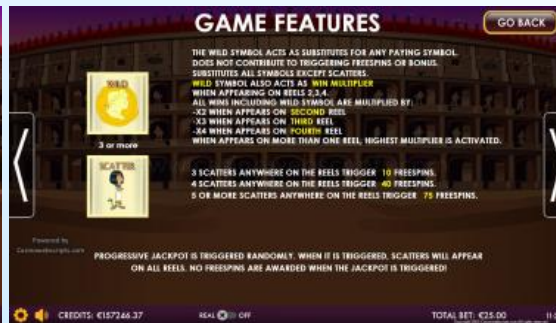 GAME FEATURES
GO BACK
THE WILD SYMBOL ACTS AS SUBSTITUTES FOR ANY PAYING SYMBOL.
DOES NOT CONTRIBUTE TO TRIGGERING FREESPINS OR BONUS.
SUBSTITUTES ALL SYMBOLS EXCEPT SCATTERS.
WILD SYMBOL ALSO ACTS AS WIN MULTIPLIER
WHEN APPEARING ON REELS 2,3,4.
ALL WINS INCLUDING WILD SYMBOL ARE MULTIPLIED BY:
-X2 WHEN APPEARS ON SECOND REEL
-X3 WHEN APPEARS ON THIRD REEL
-X4 WHEN APPEARS ON FOURTH REEL
WHEN APPEARS ON MORE THAN ONE REEL, HIGHEST MULTIPLIER IS ACTIVATED.
WILD
3 or more
SCATTER
3 SCATTERS ANYWHERE ON THE REELS TRIGGER 10 FREESPINS.
4 SCATTERS ANYWHERE ON THE REELS TRIGGER 40 FREESPINS.
5 OR MORE SCATTERS ANYWHERE ON THE REELS TRIGGER 75 FREESPINS.
Powered by
PROGRESSIVE JACKPOT IS TRIGGERED RANDOMLY. WHEN IT IS TRIGGERED, SCATTERS WILL APPEAR
ON ALL REELS. NO FREESPINS ARE AWARDED WHEN THE JACKPOT IS TRIGGERED!
CREDITS: €157246.37
REAL OFF
TOTAL BET: €25.00